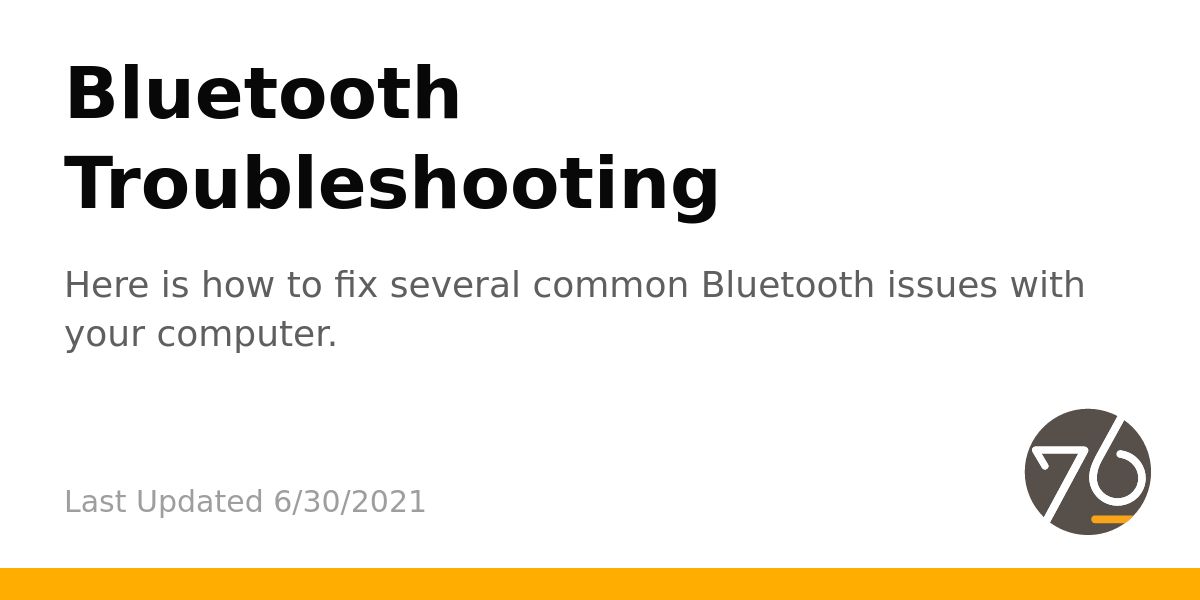 Bluetooth
Troubleshooting
Here is how to fix several common Bluetooth issues with
your computer.
76
Last Updated 6/30/2021